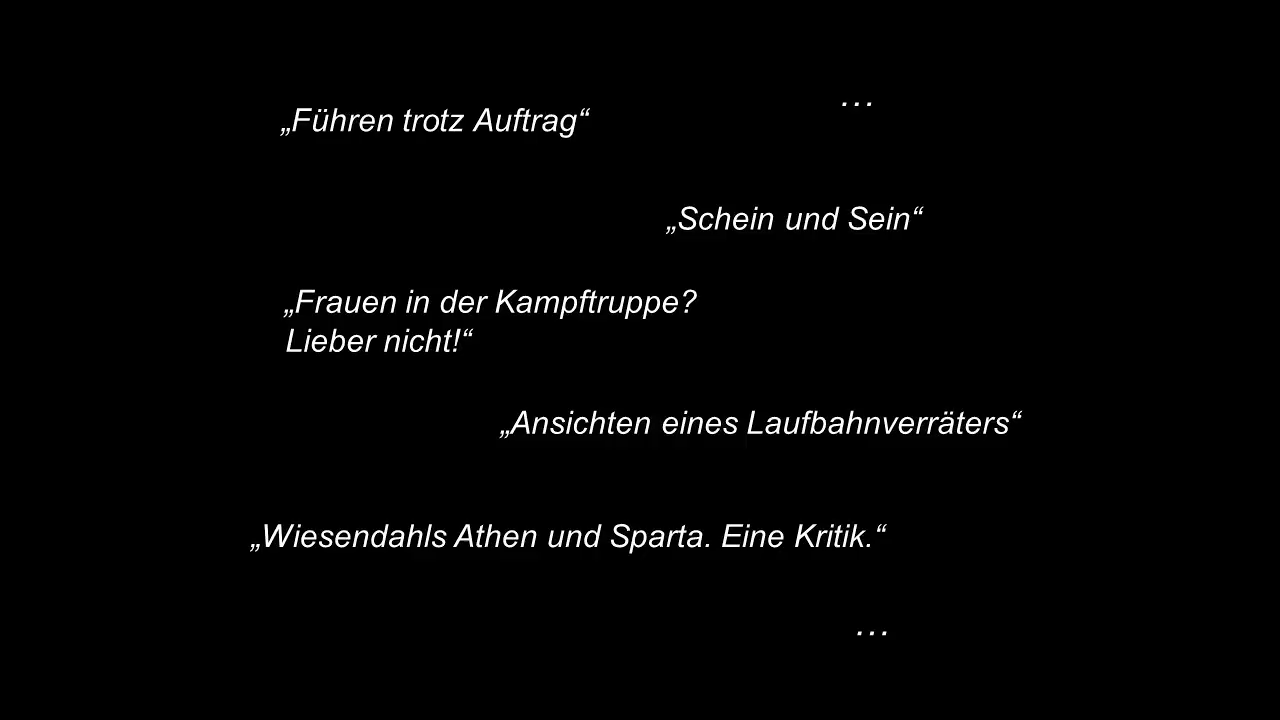 …
„Führen trotz Auftrag“
„Schein und Sein“
„Frauen in der Kampftruppe?
Lieber nicht!“
„Ansichten eines Laufbahnverräters“
„Wiesendahls Athen und Sparta. Eine Kritik.“
…